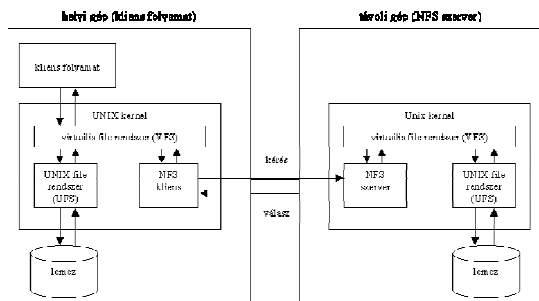 helyi gép (kliens folyamat)
távoli gép (NFS szerver)
kliens folyamat
UNIX kernel
virtuális file rendszer (VFS)
UNIX file
rendszer
(UFS)
NFS
kliens
lemez
kérés
válasz
Unix kernel
virtuális file rendszer (VFS)
NFS
szerver
UNIX file
rendszer
(UFS)
lemez